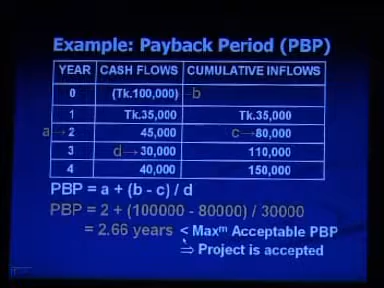 Example: Payback Period (PBP)
YEAR CASH FLOWS CUMULATIVE INFLOWS
0 (Tk.100,000) ←b
1 Tk.35,000 Tk.35,000
a→ 2 45,000 c→80,000
3 d→ 30,000 110,000
4 40,000 150,000
PBP = a + (b - c) / d
PBP = 2 + (100000 - 80000) / 30000
= 2.66 years < Maxᵐ Acceptable PBP
⇒ Project is accepted